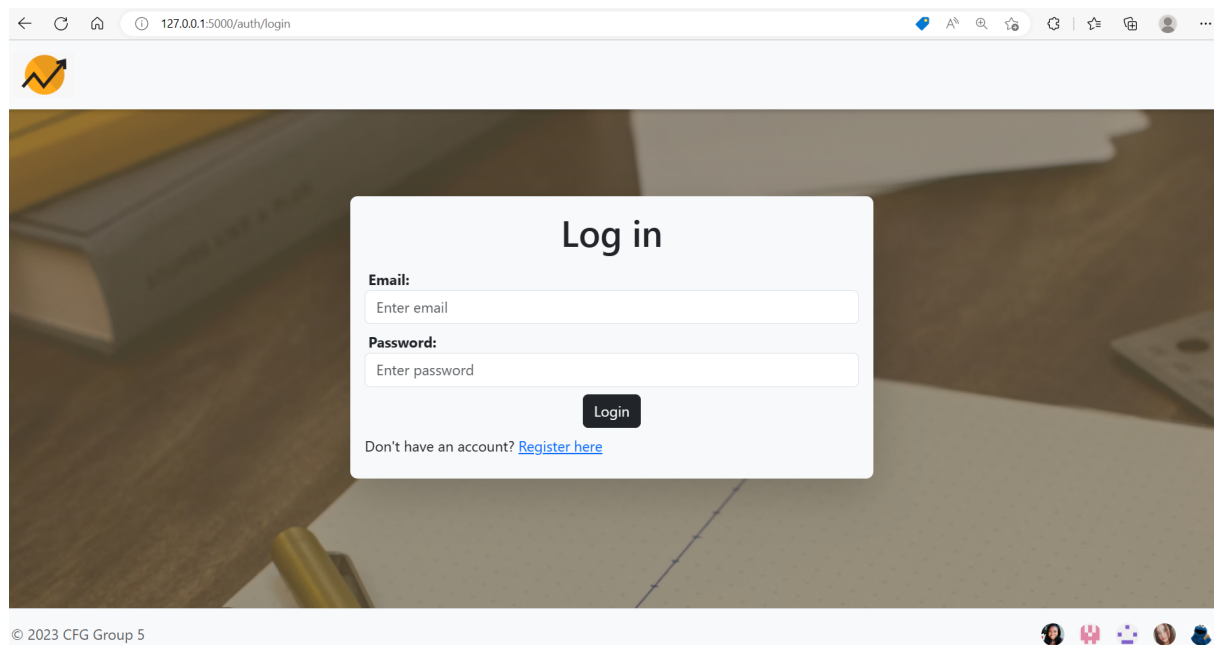 127.0.0.1:5000/auth/login
Log in
Email:
Enter email
Password:
Enter password
Login
Don't have an account? Register here
© 2023 CFG Group 5